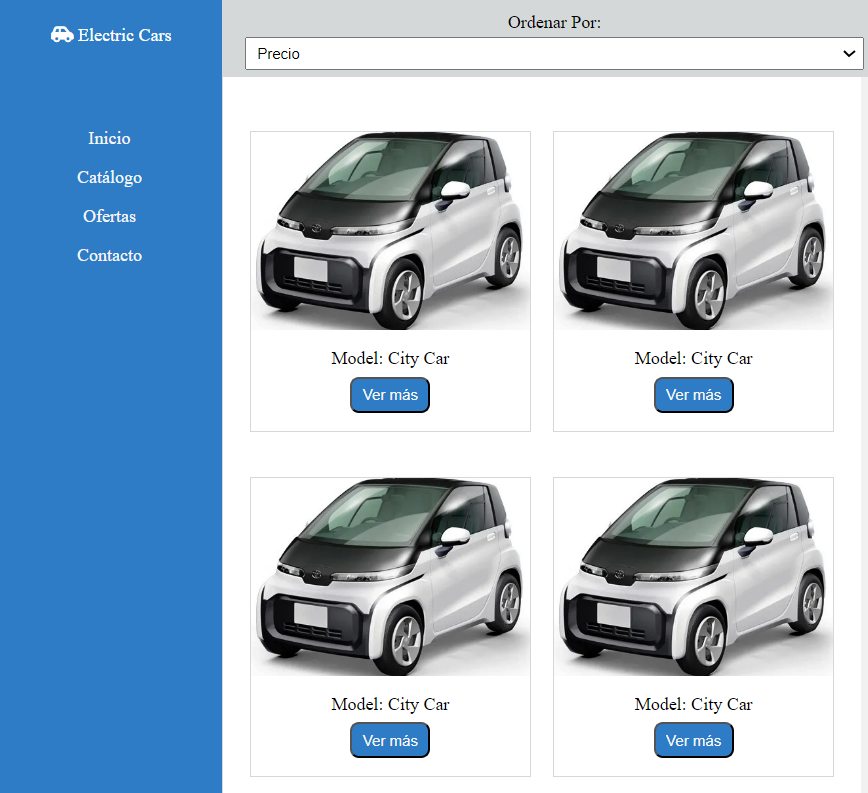 Electric Cars
Inicio
Catálogo
Ofertas
Contacto
Ordenar Por:
Precio
Model: City Car
Ver más
Model: City Car
Ver más
Model: City Car
Ver más
Model: City Car
Ver más